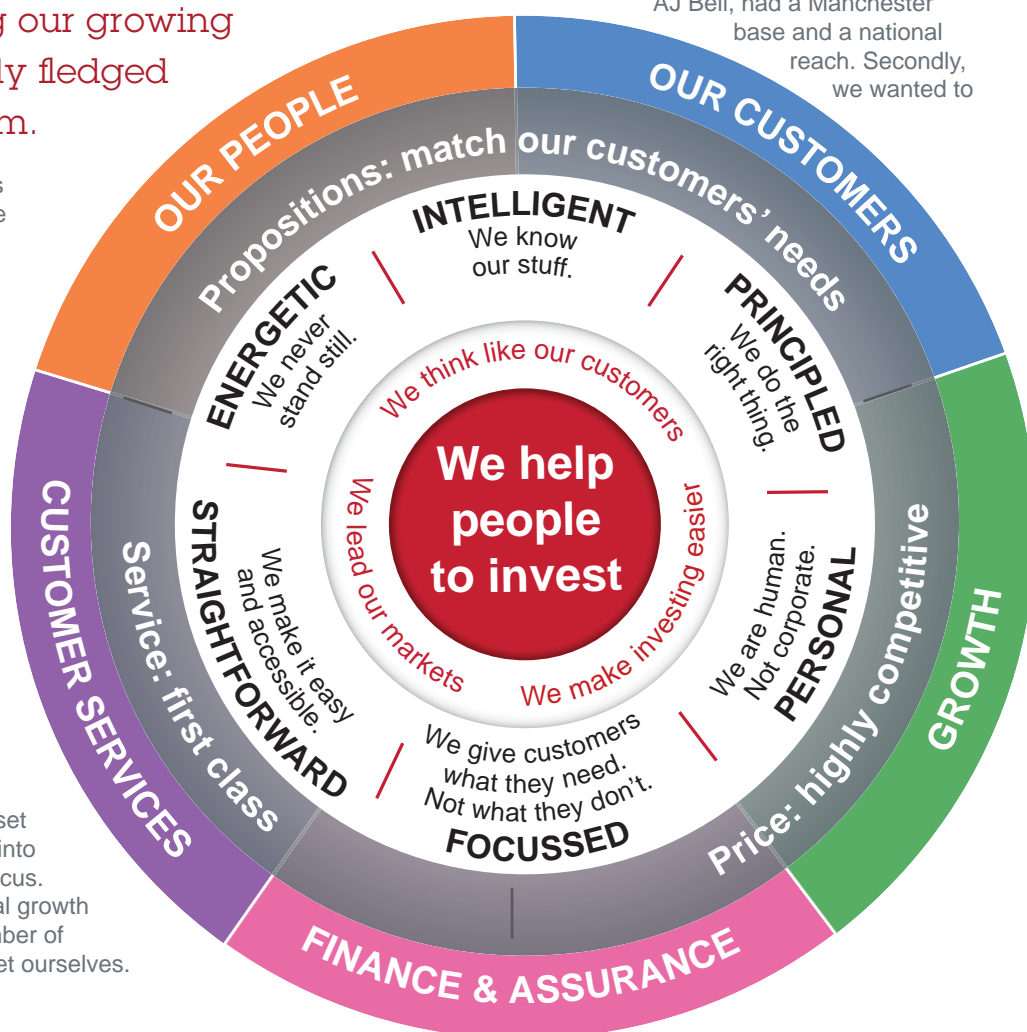 g our growing
ly fledged
m.
s
e
AJ Bell, had a Manchester
base and a national
reach. Secondly,
we wanted to
OUR PEOPLE
OUR CUSTOMERS
GROWTH
FINANCE & ASSURANCE
CUSTOMER SERVICES
Propositions: match our customers’ needs
Price: highly competitive
Service: first class
INTELLIGENT
We know
our stuff.
PRINCIPLED
We do the
right thing.
PERSONAL
We are human.
Not corporate.
We give customers
what they need.
Not what they don’t.
FOCUSSED
STRAIGHTFORWARD
We make it easy
and accessible.
ENERGETIC
We never
stand still.
We think like our customers
We make investing easier
We lead our markets
We help
people
to invest
set
into
cus.
al growth
nber of
et ourselves.